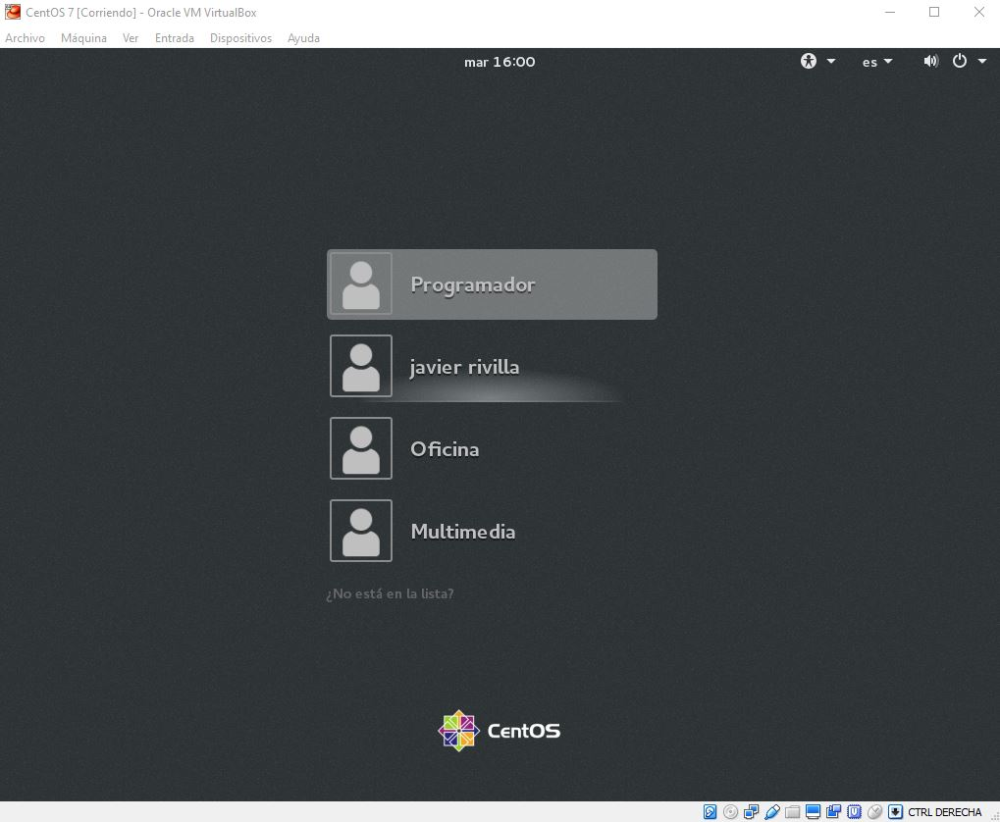 CentOS 7 [Corriendo] - Oracle VM VirtualBox
Archivo Máquina Ver Entrada Dispositivos Ayuda
mar 16:00 es
Programador
javier rivilla
Oficina
Multimedia
¿No está en la lista?
CentOS
CTRL DERECHA